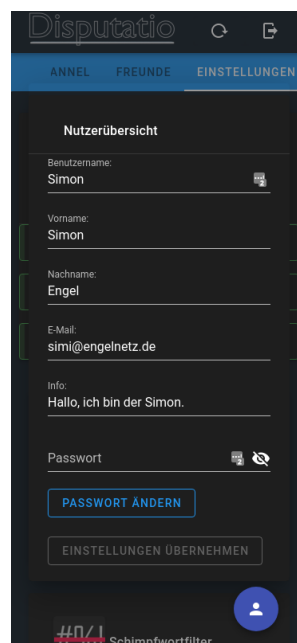 Disputatio
ANNEL FREUNDE EINSTELLUNGEN
Nutzerübersicht
Benutzername:
Simon
Vorname:
Simon
Nachname:
Engel
E-Mail:
simi@engelnetz.de
Info:
Hallo, ich bin der Simon.
Passwort
PASSWORT ÄNDERN
EINSTELLUNGEN ÜBERNEHMEN
#@/! Schimpfwortfilter